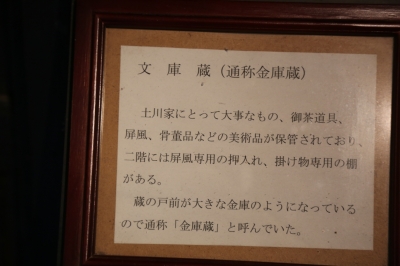 文庫蔵(通称金庫蔵)
土川家にとって大事なもの、御茶道具、
屏風、骨董品などの美術品が保管されており、
二階には屏風専用の押入れ、掛け物専用の棚
がある。
蔵の戸前が大きな金庫のようになっている
ので通称「金庫蔵」と呼んでいた。